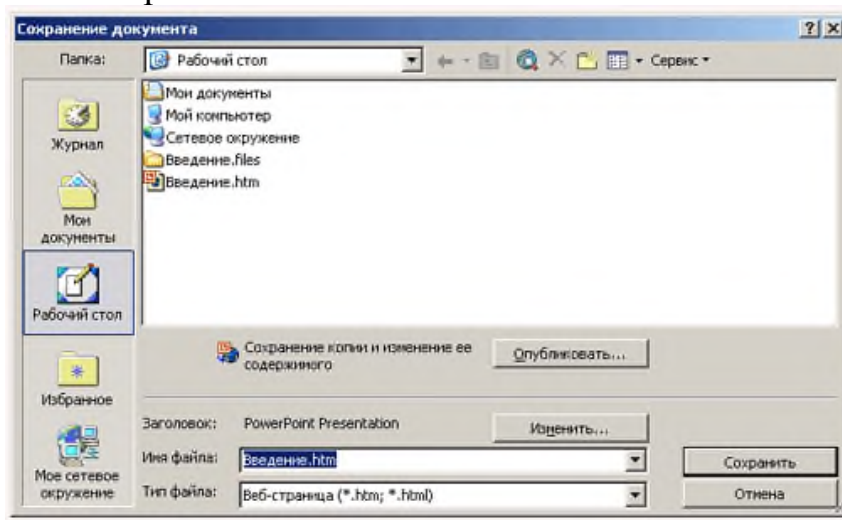 Сохранение документа
Папка:
Рабочий стол
Сервис
Журнал
Мои документы
Рабочий стол
Избранное
Мое сетевое окружение
Мои документы
Мой компьютер
Сетевое окружение
Введение.files
Введение.htm
Сохранение копии и изменение ее
содержимого
Опубликовать...
Заголовок:
PowerPoint Presentation
Изменить...
Имя файла:
Введение.htm
Сохранить
Тип файла:
Веб-страница (*.htm; *.html)
Отмена